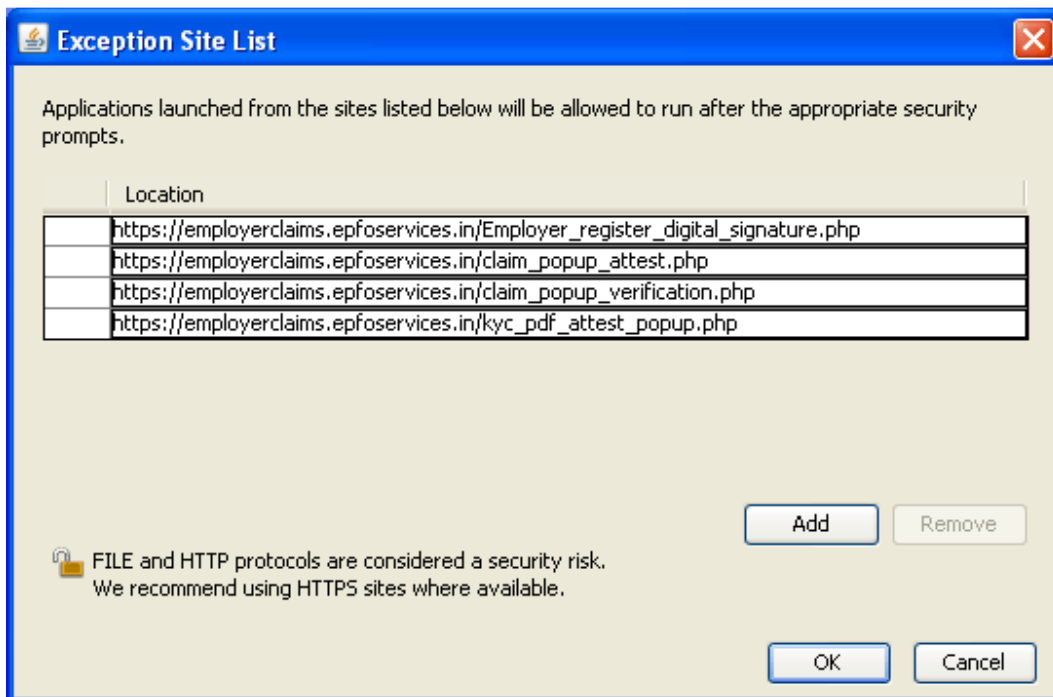 Exception Site List
Applications launched from the sites listed below will be allowed to run after the appropriate security
prompts.
Location
https://employerclaims.epfoservices.in/Employer_register_digital_signature.php
https://employerclaims.epfoservices.in/claim_popup_attest.php
https://employerclaims.epfoservices.in/claim_popup_verification.php
https://employerclaims.epfoservices.in/kyc_pdf_attest_popup.php
Add Remove
FILE and HTTP protocols are considered a security risk.
We recommend using HTTPS sites where available.
OK Cancel